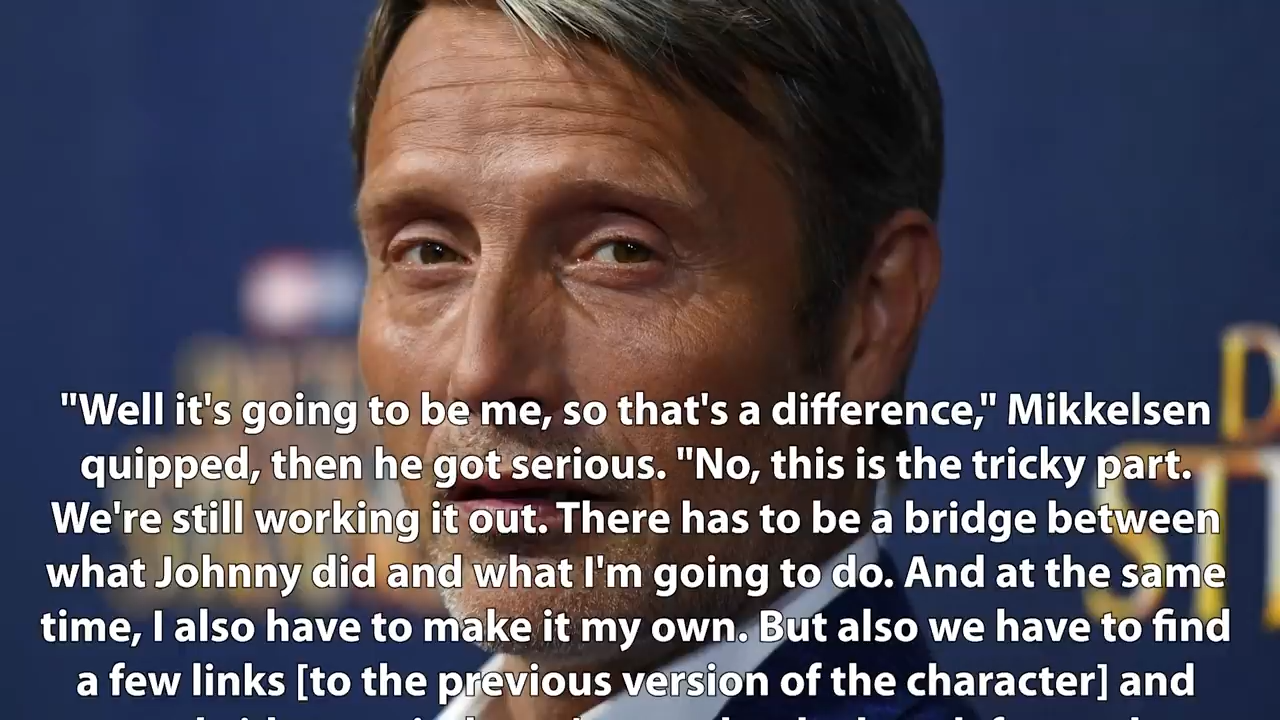 "Well it's going to be me, so that's a difference," Mikkelsen
quipped, then he got serious. "No, this is the tricky part.
We're still working it out. There has to be a bridge between
what Johnny did and what I'm going to do. And at the same
time, I also have to make it my own. But also we have to find
a few links [to the previous version of the character] and
D
ST